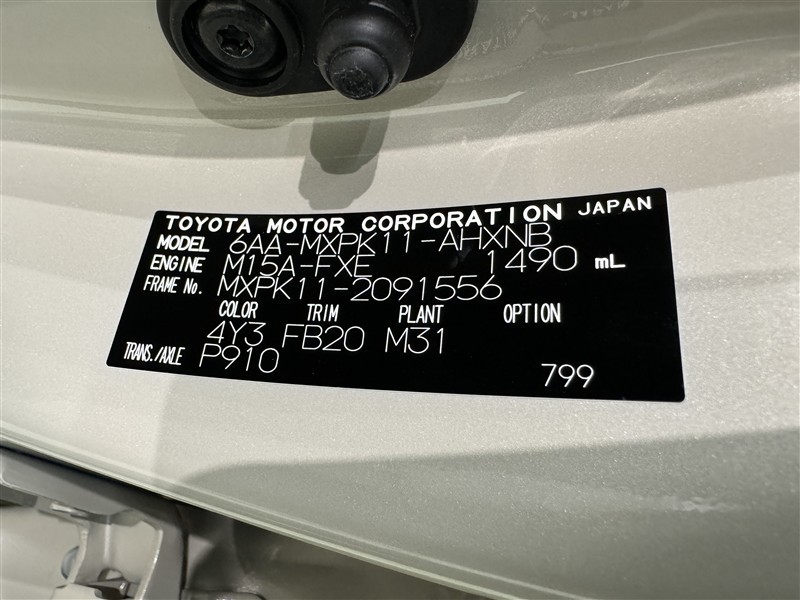 TOYOTA MOTOR CORPORATION JAPAN
MODEL 6AA-MXPK11-AHXNB
ENGINE M15A-FXE 1490 mL
FRAME No. MXPK11-2091556
COLOR TRIM PLANT OPTION
4Y3 FB20 M31
TRANS./AXLE P910 799